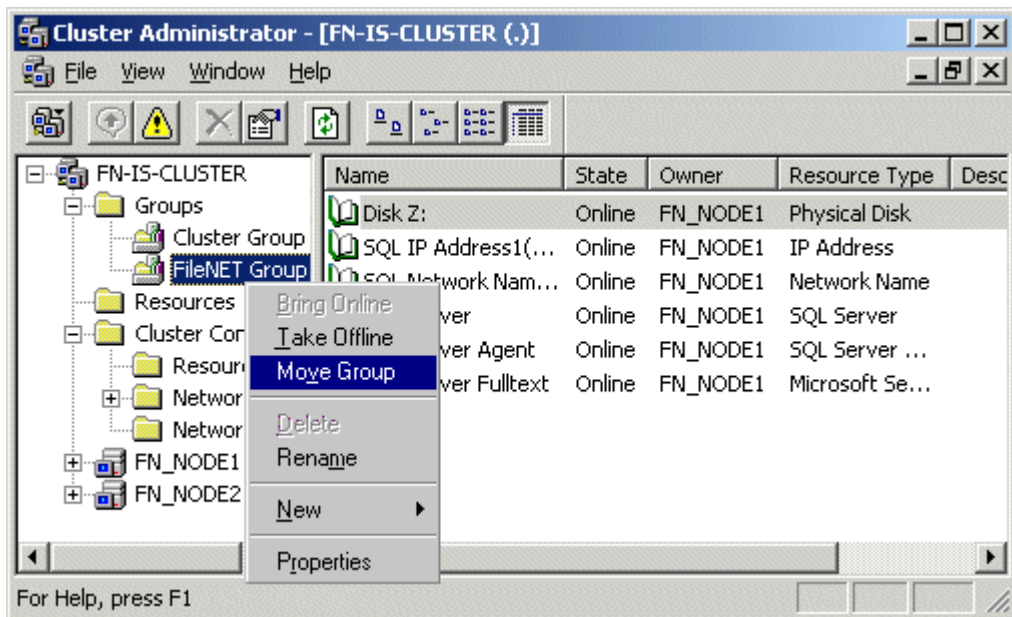 Cluster Administrator - [FN-IS-CLUSTER (.)]
File View Window Help
FN-IS-CLUSTER
Groups
Cluster Group
FileNET Group
Resources
Cluster Cor
Resour
Networ
Networ
FN_NODE1
FN_NODE2
Name State Owner Resource Type Desc
Disk Z: Online FN_NODE1 Physical Disk
SQL IP Address1(... Online FN_NODE1 IP Address
SQL Network Nam... Online FN_NODE1 Network Name
ver Online FN_NODE1 SQL Server
ver Agent Online FN_NODE1 SQL Server ...
ver Fulltext Online FN_NODE1 Microsoft Se...
Bring Online
Take Offline
Move Group
Delete
Rename
New
Properties
For Help, press F1